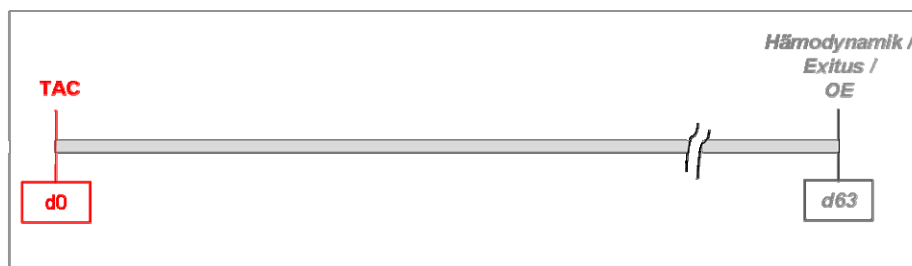 TAC
Hämodynamik /
Exitus /
OE
d0
d63